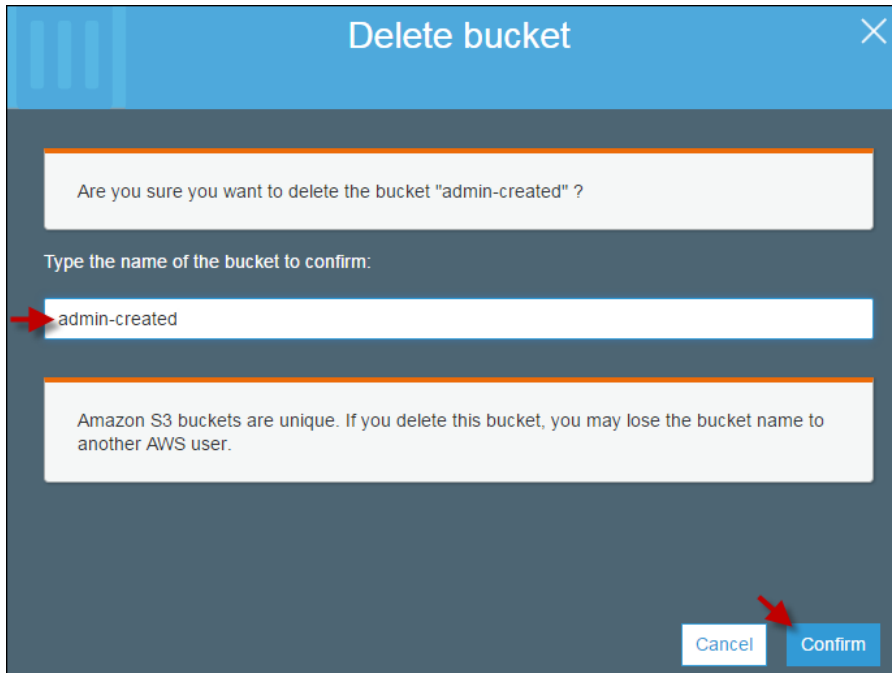 Delete bucket
Are you sure you want to delete the bucket "admin-created" ?
Type the name of the bucket to confirm:
admin-created
Amazon S3 buckets are unique. If you delete this bucket, you may lose the bucket name to
another AWS user.
Cancel
Confirm